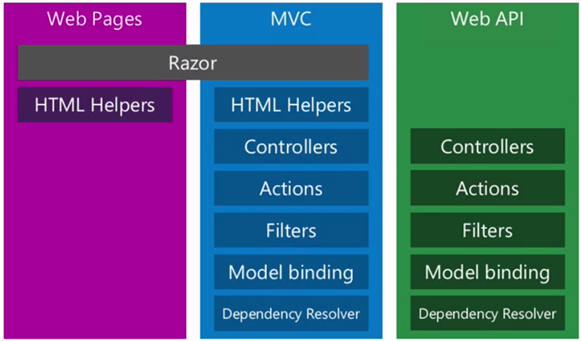 Web Pages
MVC
Web API
Razor
HTML Helpers
HTML Helpers
Controllers
Controllers
Actions
Actions
Filters
Filters
Model binding
Model binding
Dependency Resolver
Dependency Resolver